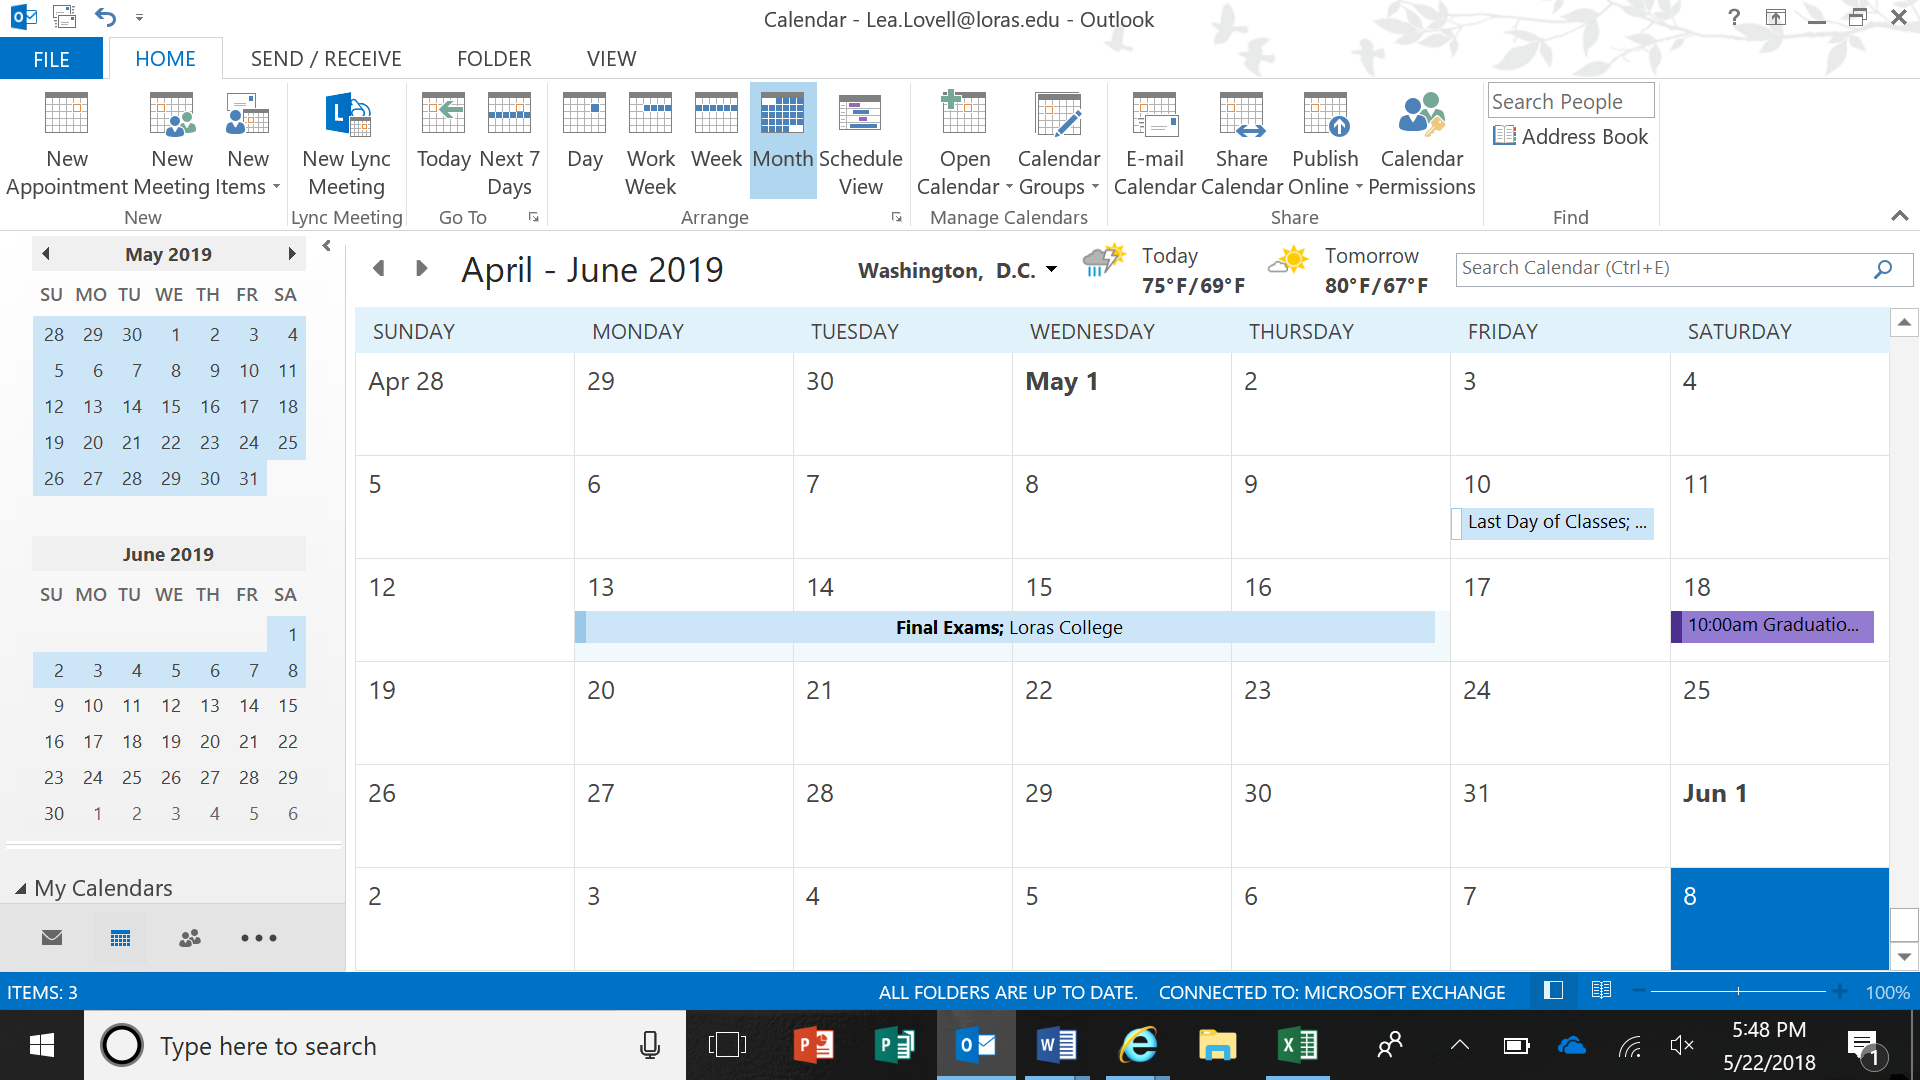 Calendar - Lea.Lovell@loras.edu - Outlook
?
FILE HOME SEND / RECEIVE FOLDER VIEW
New Appointment
New Meeting
New Items
New
New Lync Meeting
Lync Meeting
Today
Next 7 Days
Go To
Day
Work Week
Week
Month
Schedule View
Arrange
Open Calendar
Calendar Groups
Manage Calendars
E-mail Calendar
Share Calendar
Publish Online
Calendar Permissions
Share
Search People
Address Book
Find
May 2019
SU MO TU WE TH FR SA
28 29 30 1 2 3 4
5 6 7 8 9 10 11
12 13 14 15 16 17 18
19 20 21 22 23 24 25
26 27 28 29 30 31
June 2019
SU MO TU WE TH FR SA
1
2 3 4 5 6 7 8
9 10 11 12 13 14 15
16 17 18 19 20 21 22
23 24 25 26 27 28 29
30 1 2 3 4 5 6
My Calendars
April - June 2019
Washington, D.C.
Today
75°F/69°F
Tomorrow
80°F/67°F
Search Calendar (Ctrl+E)
SUNDAY MONDAY TUESDAY WEDNESDAY THURSDAY FRIDAY SATURDAY
Apr 28 29 30 May 1 2 3 4
5 6 7 8 9 10 11
Last Day of Classes; ...
12 13 14 15 16 17 18
Final Exams; Loras College
10:00am Graduatio...
19 20 21 22 23 24 25
26 27 28 29 30 31 Jun 1
2 3 4 5 6 7 8
ITEMS: 3
ALL FOLDERS ARE UP TO DATE. CONNECTED TO: MICROSOFT EXCHANGE
100%
Type here to search
5:48 PM
5/22/2018
1